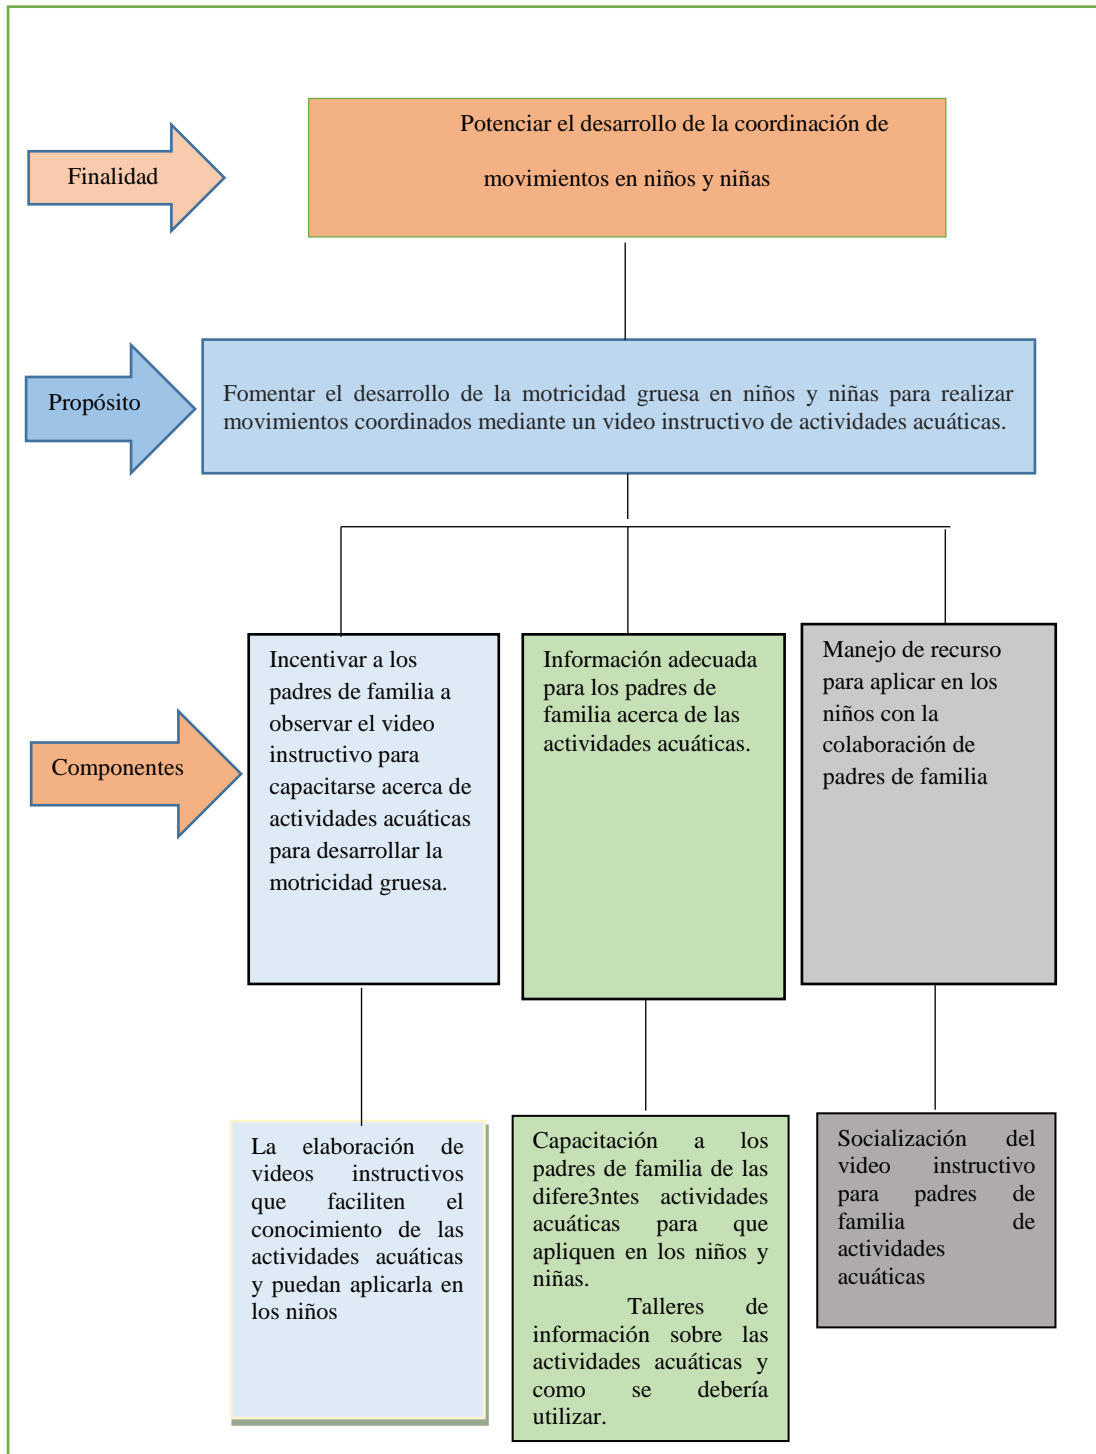 Finalidad
Potenciar el desarrollo de la coordinación de
movimientos en niños y niñas
Propósito
Fomentar el desarrollo de la motricidad gruesa en niños y niñas para realizar
movimientos coordinados mediante un video instructivo de actividades acuáticas.
Componentes
Incentivar a los
padres de familia a
observar el video
instructivo para
capacitarse acerca de
actividades acuáticas
para desarrollar la
motricidad gruesa.
Información adecuada
para los padres de
familia acerca de las
actividades acuáticas.
Manejo de recurso
para aplicar en los
niños con la
colaboración de
padres de familia
La elaboración de
videos instructivos
que faciliten el
conocimiento de las
actividades acuáticas
y puedan aplicarla en
los niños
Capacitación a los
padres de familia de las
difere3ntes actividades
acuáticas para que
apliquen en los niños y
niñas.
Talleres de
información sobre las
actividades acuáticas y
como se debería
utilizar.
Socialización del
video instructivo
para padres de
familia de
actividades
acuáticas